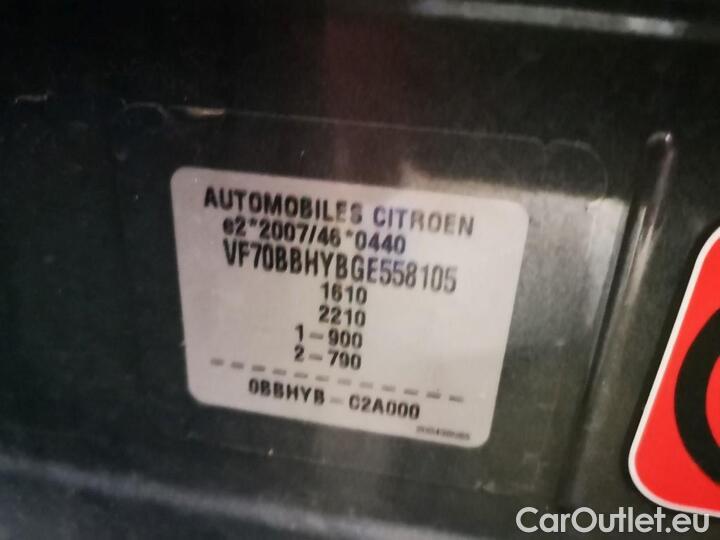 AUTOMOBILES CITROEN
e2*2007/46*0440
VF70BBHYBGE558105
1610
2210
1-900
2-790
0BBHYB - C2A000
CarOutlet.eu